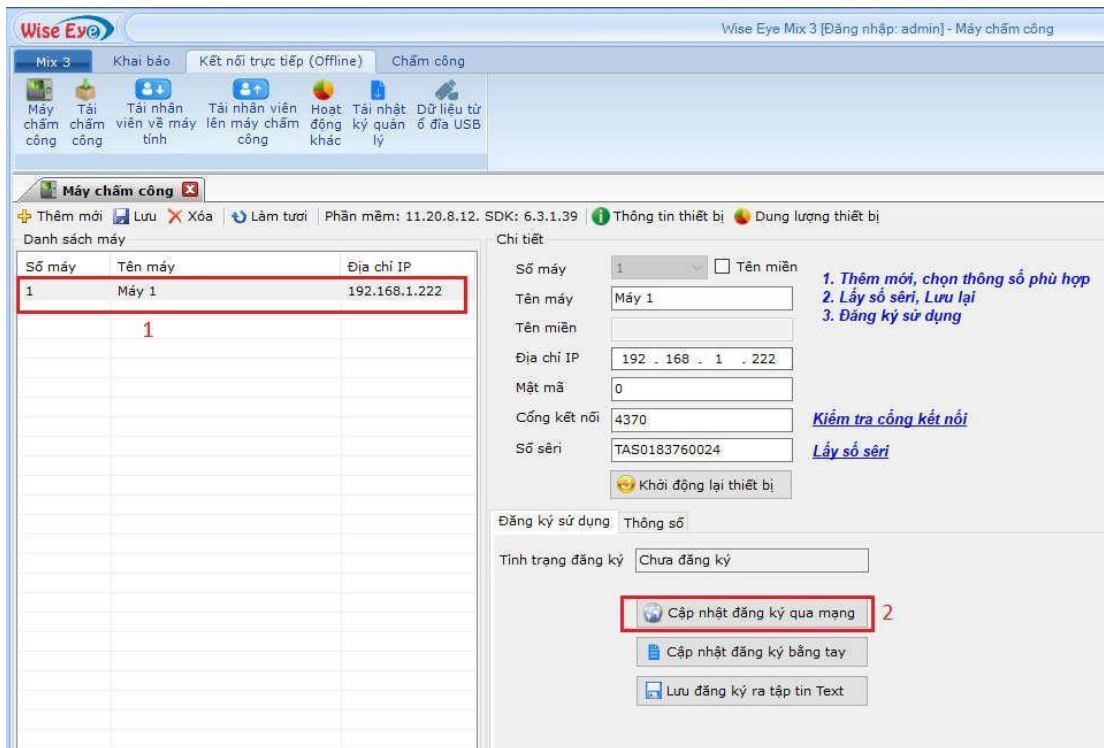 Wise Eye
Wise Eye Mix 3 [Đăng nhập: admin] - Máy chấm công
Mix 3 Khai báo Kết nối trực tiếp (Offline) Chấm công
Máy chấm công
Tải chấm công
Tải nhân viên về máy tính
Tải nhân viên lên máy chấm công
Hoạt động khác
Tải nhật ký quản lý
Dữ liệu từ ổ đĩa USB
Máy chấm công
Thêm mới Lưu Xóa Làm tươi Phần mềm: 11.20.8.12. SDK: 6.3.1.39 Thông tin thiết bị Dung lượng thiết bị
Danh sách máy
Số máy Tên máy Địa chỉ IP
1 Máy 1 192.168.1.222
1
Chi tiết
Số máy 1 Tên miền
Tên máy Máy 1
Tên miền
Địa chỉ IP 192 . 168 . 1 . 222
Mật mã 0
Cổng kết nối 4370 Kiểm tra cổng kết nối
Số sêri TAS0183760024 Lấy số sêri
1. Thêm mới, chọn thông số phù hợp
2. Lấy số sêri, Lưu lại
3. Đăng ký sử dụng
Khởi động lại thiết bị
Đăng ký sử dụng Thông số
Tình trạng đăng ký Chưa đăng ký
Cập nhật đăng ký qua mạng 2
Cập nhật đăng ký bằng tay
Lưu đăng ký ra tập tin Text